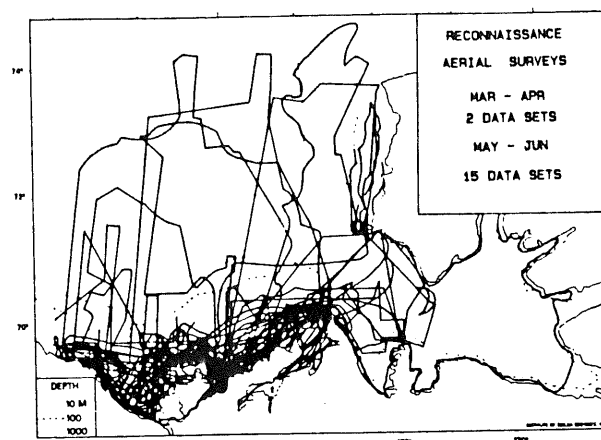 RECONNAISSANCE
AERIAL SURVEYS
MAR - APR
2 DATA SETS
MAY - JUN
15 DATA SETS
74°
70°
DEPTH
10 M
100
1000